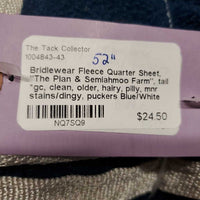 The Tack Collector
1004843-43
52"
Bridlewear Fleece Quarter Sheet,
"The Plan & Semiahmoo Farm", tail
*gc, clean, older, hairy, pilly, mnr
stains/dingy, puckers Blue/White
NQ7SQ9
$24.50